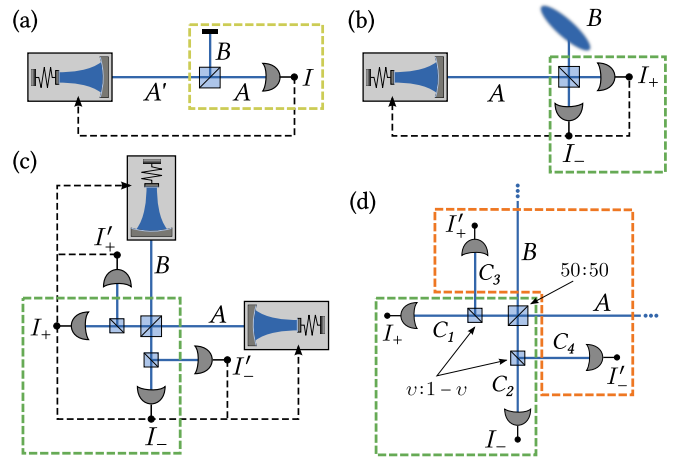 (a)
B
A'
A
I
(b)
B
A
I₊
I₋
(c)
I'₊
B
I₊
A
I'₋
I₋
(d)
I'₊
C₃
B
50:50
A
I₊
C₁
C₄
I'₋
υ:1−υ
C₂
I₋